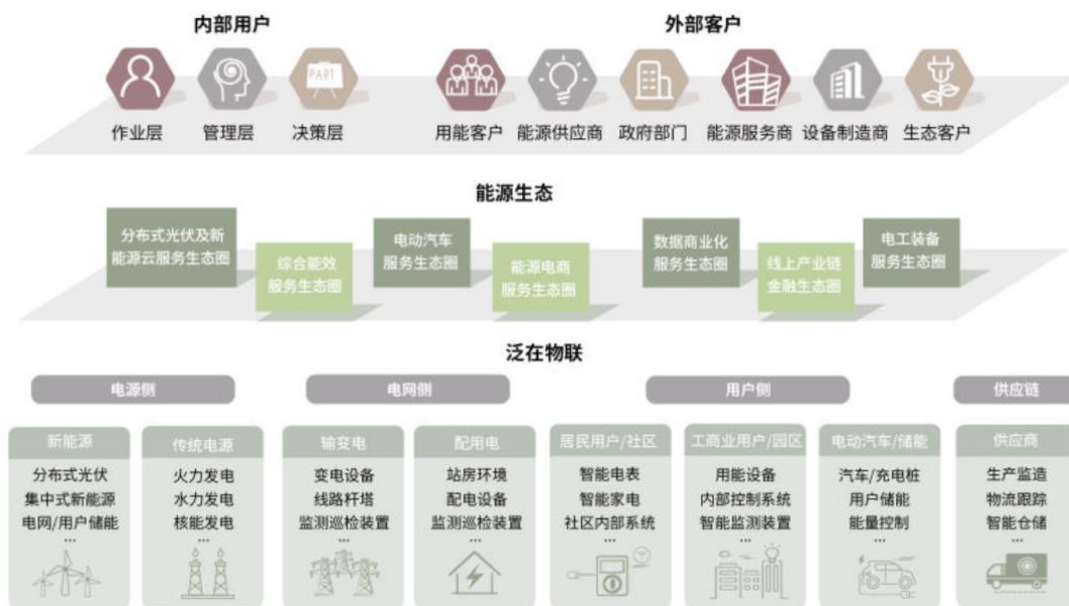 内部用户
外部客户
PART
作业层
管理层
决策层
用能客户
能源供应商
政府部门
能源服务商
设备制造商
生态客户
能源生态
分布式光伏及新
能源云服务生态圈
综合能效
服务生态圈
电动汽车
服务生态圈
能源电商
服务生态圈
数据商业化
服务生态圈
线上产业链
金融生态圈
电工装备
服务生态圈
泛在物联
电源侧
电网侧
用户侧
供应链
新能源
分布式光伏
集中式新能源
电网/用户储能
...
传统电源
火力发电
水力发电
核能发电
...
输变电
变电设备
线路杆塔
监测巡检装置
...
配用电
站房环境
配电设备
监测巡检装置
...
居民用户/社区
智能电表
智能家电
社区内部系统
...
工商业用户/园区
用能设备
内部控制系统
智能监测装置
...
电动汽车/储能
汽车/充电桩
用户储能
能量控制
...
供应商
生产监造
物流跟踪
智能仓储
...